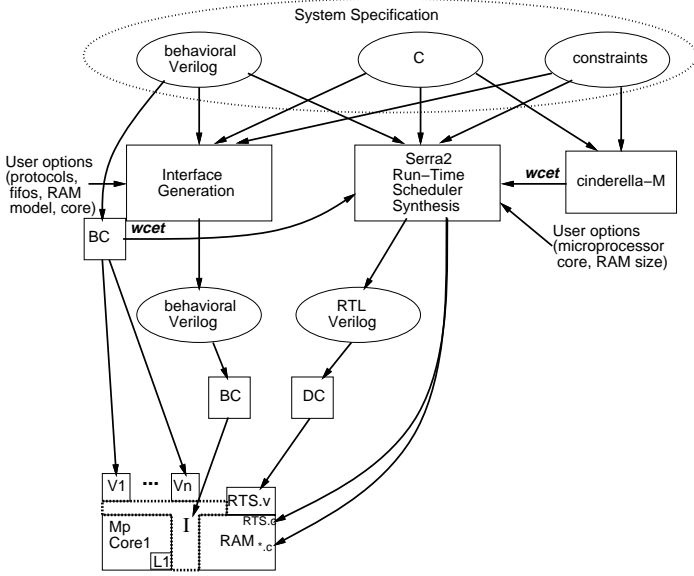 System Specification
behavioral
Verilog
C
constraints
User options
(protocols,
fifos, RAM
model, core)
Interface
Generation
Serra2
Run-Time
Scheduler
Synthesis
wcet
cinderella-M
BC
wcet
User options
(microprocessor
core, RAM size)
behavioral
Verilog
RTL
Verilog
BC
DC
V1
...
Vn
RTS.v
I
Mp
Core1
L1
RTS.c
RAM
*.c